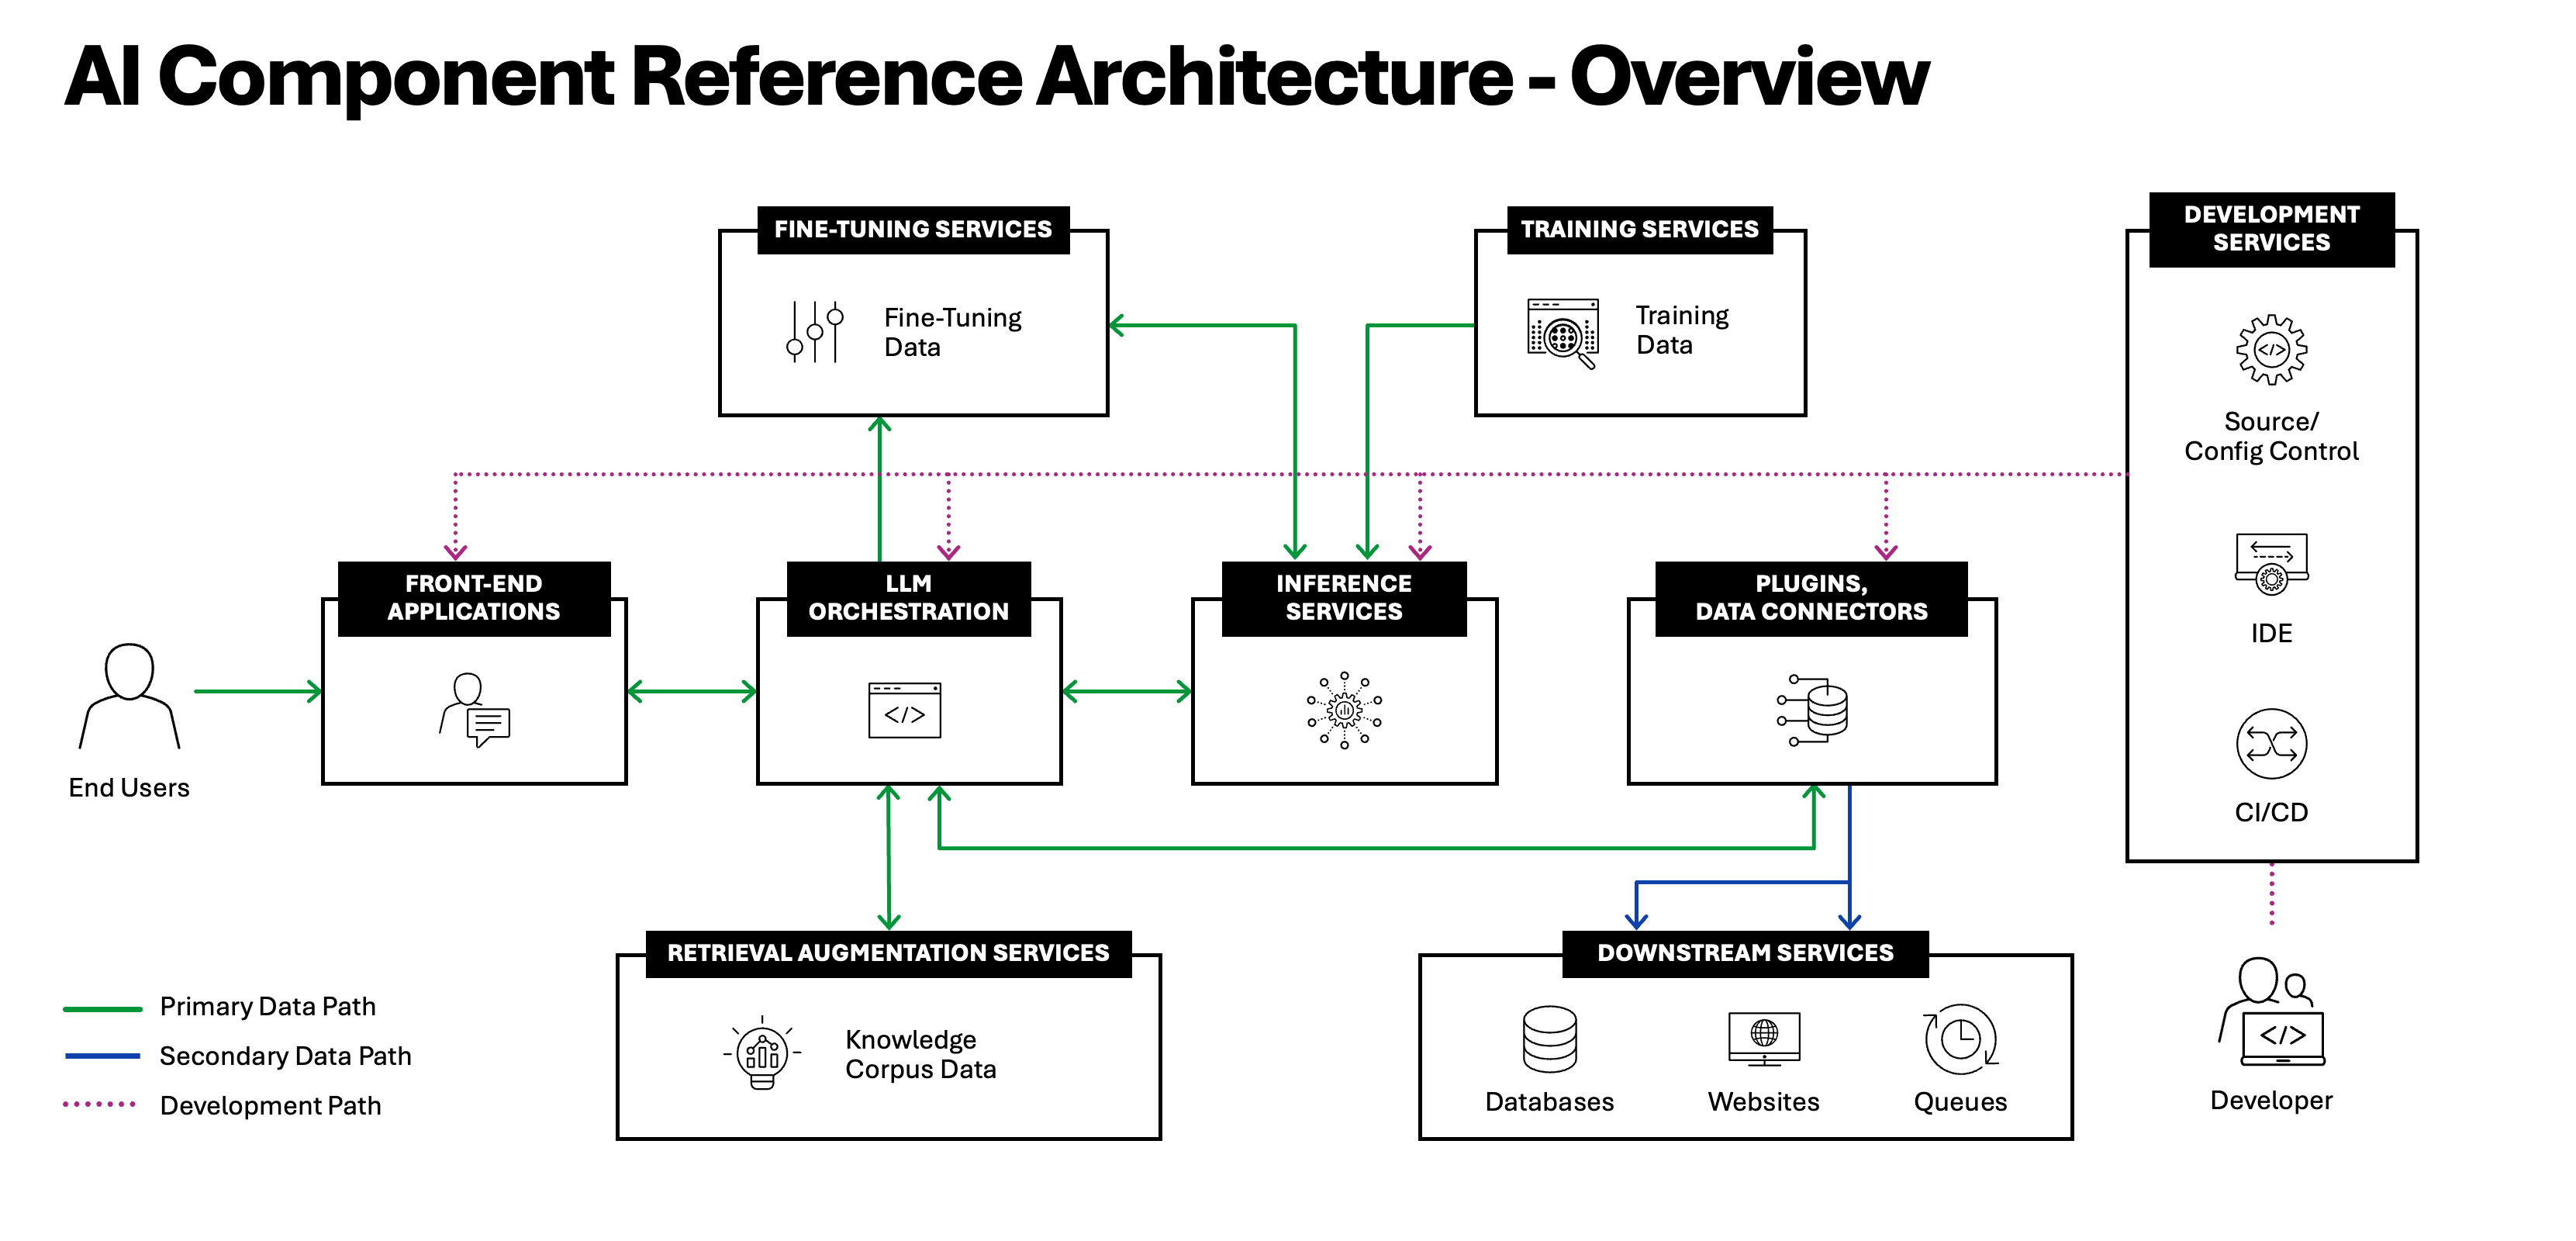 AI Component Reference Architecture - Overview
FINE-TUNING SERVICES
Fine-Tuning
Data
TRAINING SERVICES
Training
Data
DEVELOPMENT
SERVICES
</>
Source/
Config Control
IDE
CI/CD
FRONT-END
APPLICATIONS
LLM
ORCHESTRATION
</>
INFERENCE
SERVICES
PLUGINS,
DATA CONNECTORS
End Users
RETRIEVAL AUGMENTATION SERVICES
Knowledge
Corpus Data
DOWNSTREAM SERVICES
Databases
Websites
Queues
</>
Developer
Primary Data Path
Secondary Data Path
Development Path